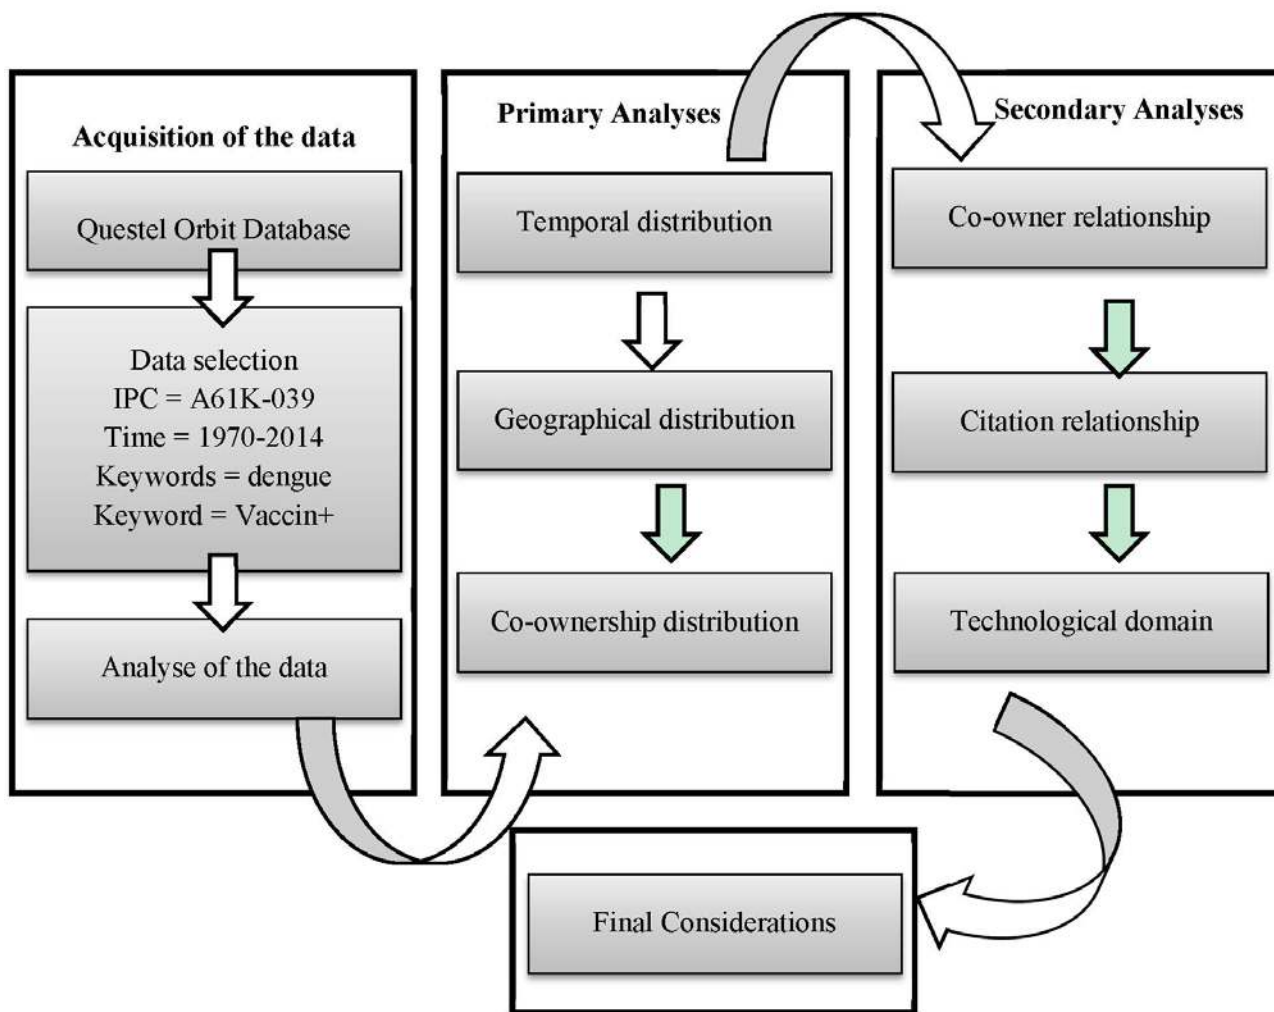 Acquisition of the data
Questel Orbit Database
Data selection
IPC = A61K-039
Time = 1970-2014
Keywords = dengue
Keyword = Vaccin+
Analyse of the data
Primary Analyses
Temporal distribution
Geographical distribution
Co-ownership distribution
Secondary Analyses
Co-owner relationship
Citation relationship
Technological domain
Final Considerations